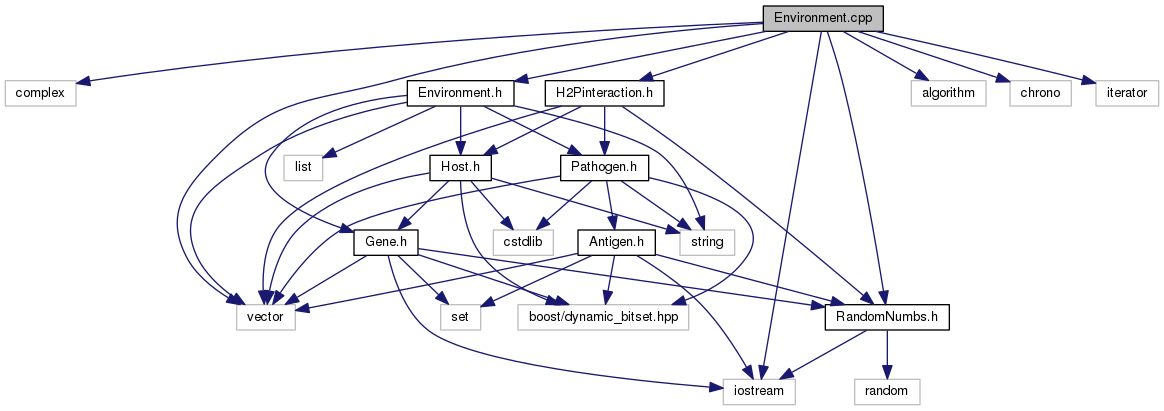 Environment.cpp
complex
Environment.h
H2Pinteraction.h
algorithm
chrono
iterator
list
Host.h
Pathogen.h
Gene.h
cstdlib
Antigen.h
string
vector
set
boost/dynamic_bitset.hpp
RandomNumbs.h
iostream
random